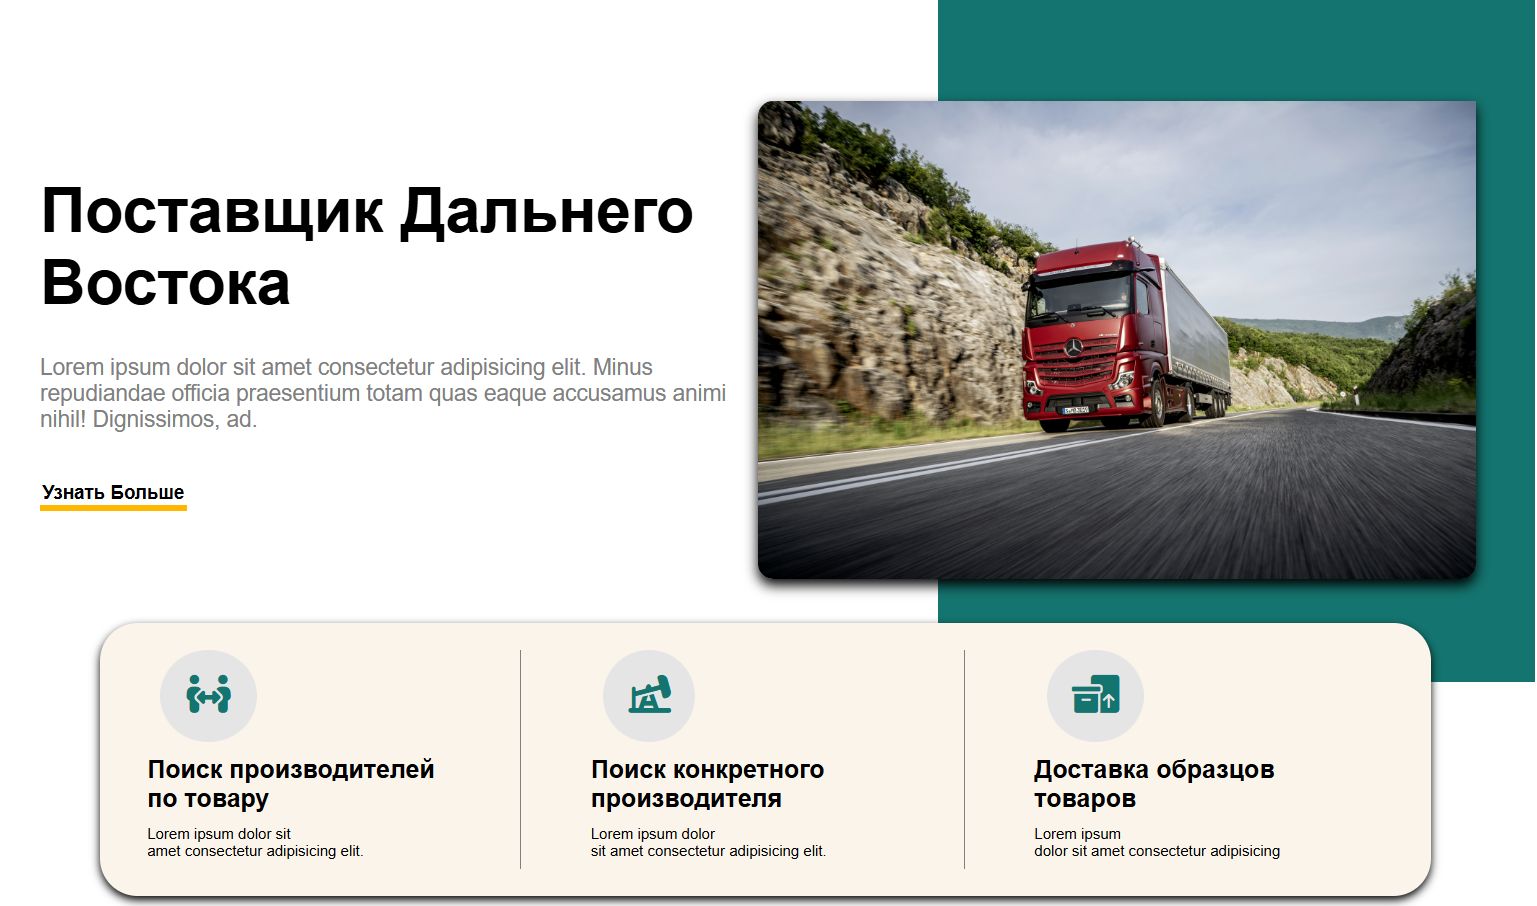 Поставщик Дальнего
Востока
Lorem ipsum dolor sit amet consectetur adipisicing elit. Minus
repudiandae officia praesentium totam quas eaque accusamus animi
nihil! Dignissimos, ad.
Узнать Больше
Поиск производителей
по товару
Lorem ipsum dolor sit
amet consectetur adipisicing elit.
Поиск конкретного
производителя
Lorem ipsum dolor
sit amet consectetur adipisicing elit.
Доставка образцов
товаров
Lorem ipsum
dolor sit amet consectetur adipisicing